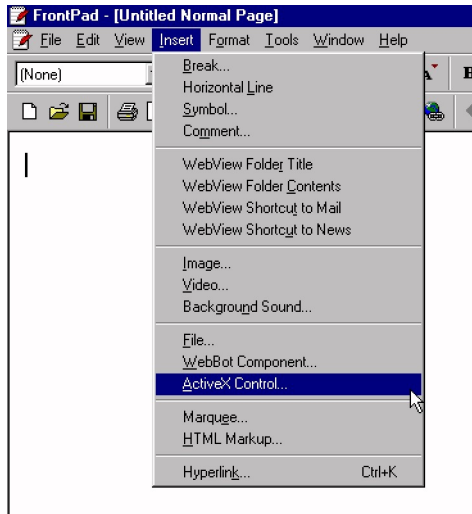 FrontPad - [Untitled Normal Page]
File Edit View Insert Format Tools Window Help
(None)
Break...
Horizontal Line
Symbol...
Comment...
WebView Folder Title
WebView Folder Contents
WebView Shortcut to Mail
WebView Shortcut to News
Image...
Video...
Background Sound...
File...
WebBot Component...
ActiveX Control...
Marquee...
HTML Markup...
Hyperlink... Ctrl+K